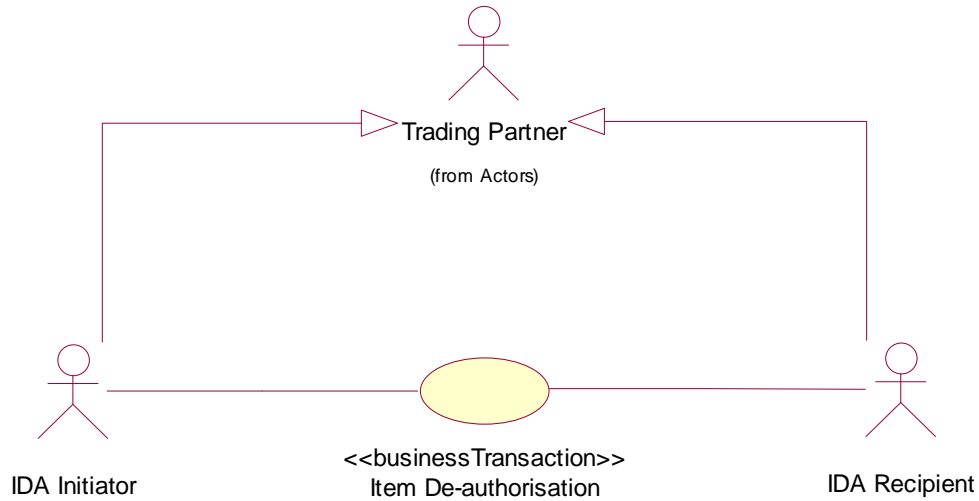 Trading Partner
(from Actors)
<<businessTransaction>>
IDA Initiator
Item De-authorisation
IDA Recipient